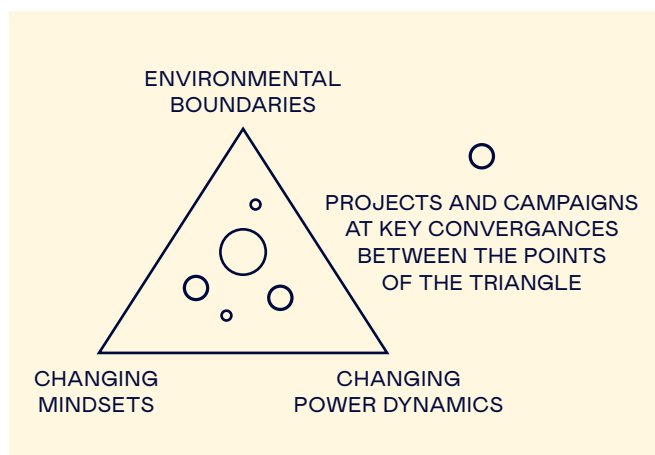 ENVIRONMENTAL
BOUNDARIES
PROJECTS AND CAMPAIGNS
AT KEY CONVERGANCES
BETWEEN THE POINTS
OF THE TRIANGLE
CHANGING
MINDSETS
CHANGING
POWER DYNAMICS